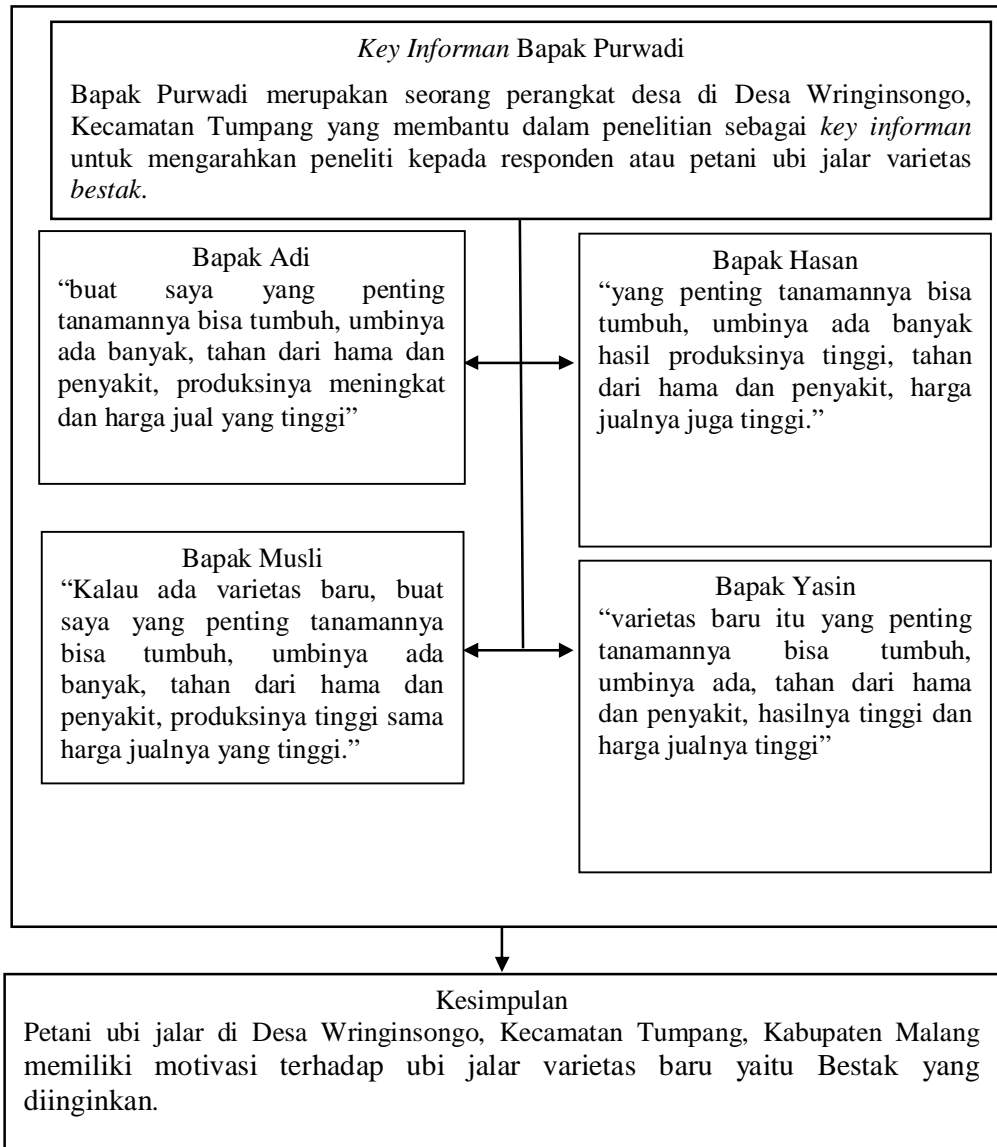 Key Informan Bapak Purwadi
Bapak Purwadi merupakan seorang perangkat desa di Desa Wringinsongo,
Kecamatan Tumpang yang membantu dalam penelitian sebagai key informan
untuk mengarahkan peneliti kepada responden atau petani ubi jalar varietas
bestak.
Bapak Adi
“buat saya yang penting
tanamannya bisa tumbuh, umbinya
ada banyak, tahan dari hama dan
penyakit, produksinya meningkat
dan harga jual yang tinggi”
Bapak Hasan
“yang penting tanamannya bisa
tumbuh, umbinya ada banyak
hasil produksinya tinggi, tahan
dari hama dan penyakit, harga
jualnya juga tinggi.”
Bapak Musli
“Kalau ada varietas baru, buat
saya yang penting tanamannya
bisa tumbuh, umbinya ada
banyak, tahan dari hama dan
penyakit, produksinya tinggi sama
harga jualnya yang tinggi.”
Bapak Yasin
“varietas baru itu yang penting
tanamannya bisa tumbuh,
umbinya ada, tahan dari hama
dan penyakit, hasilnya tinggi dan
harga jualnya tinggi”
Kesimpulan
Petani ubi jalar di Desa Wringinsongo, Kecamatan Tumpang, Kabupaten Malang
memiliki motivasi terhadap ubi jalar varietas baru yaitu Bestak yang
diinginkan.